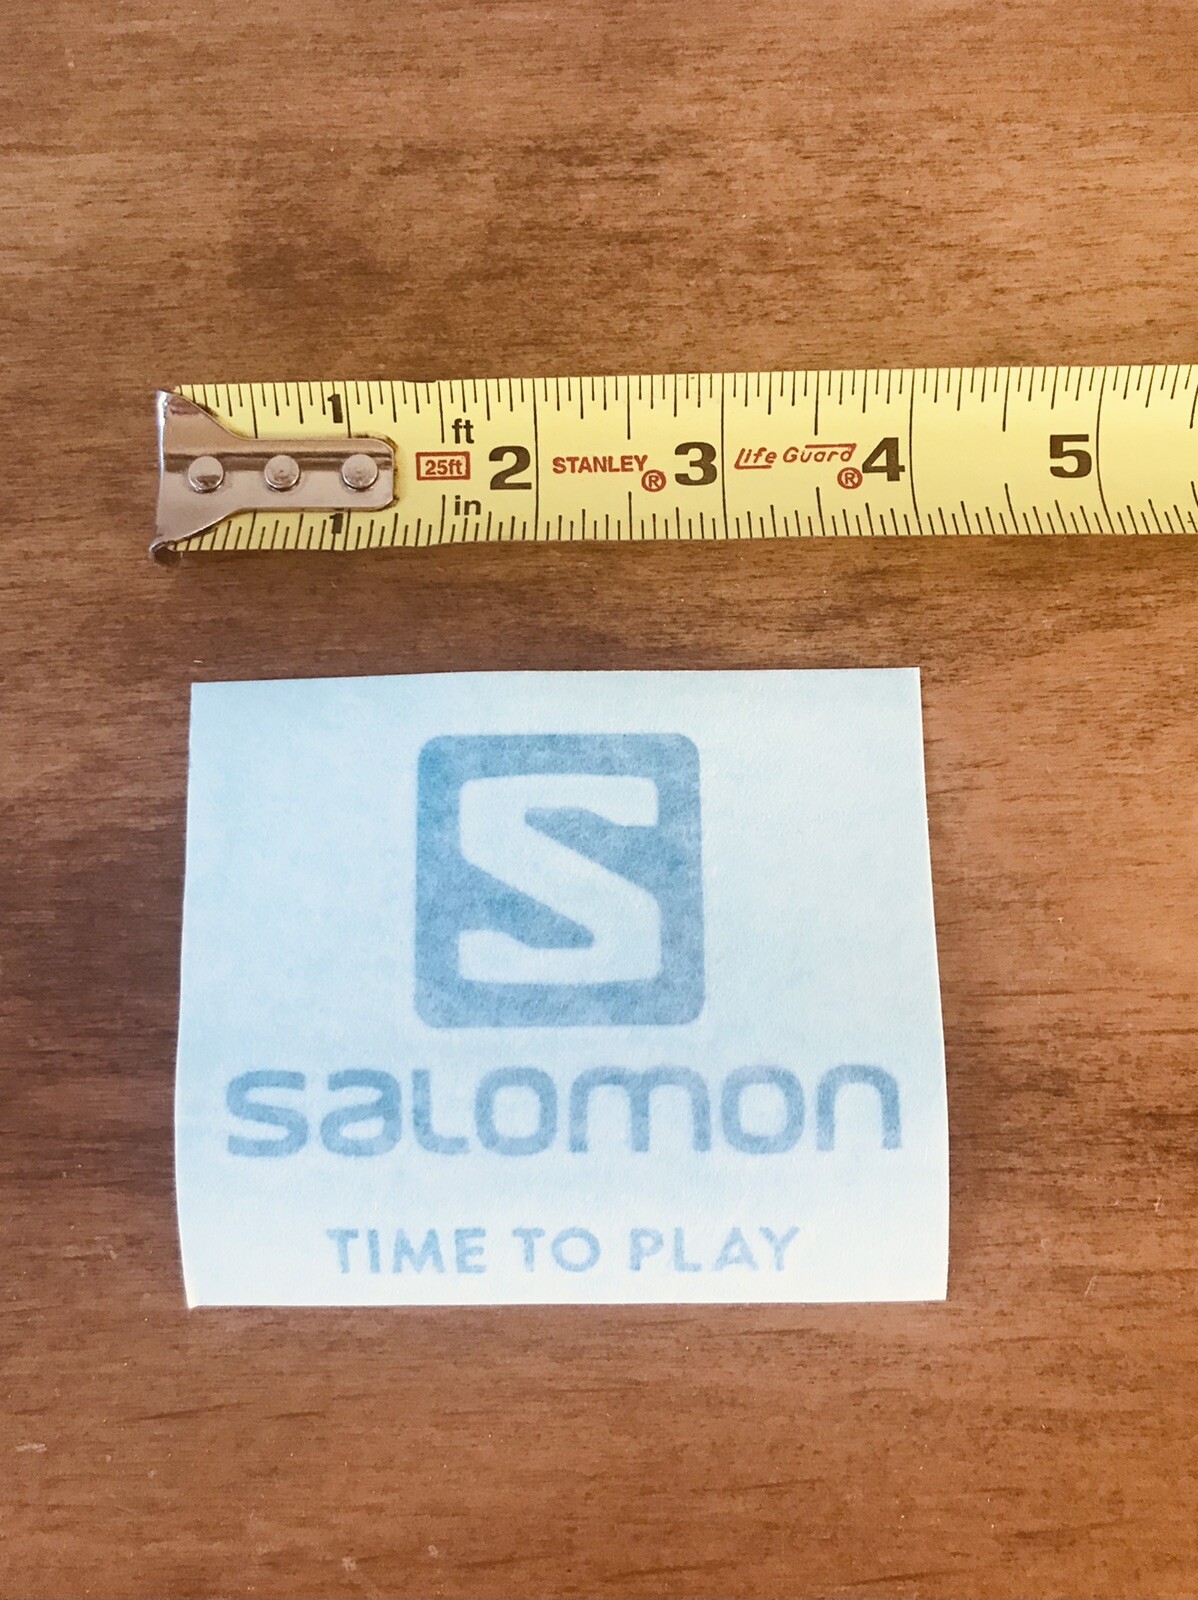 1 ft
25ft 2 STANLEY® 3 Life Guard® 4 5
1 in
S
salomon
TIME TO PLAY